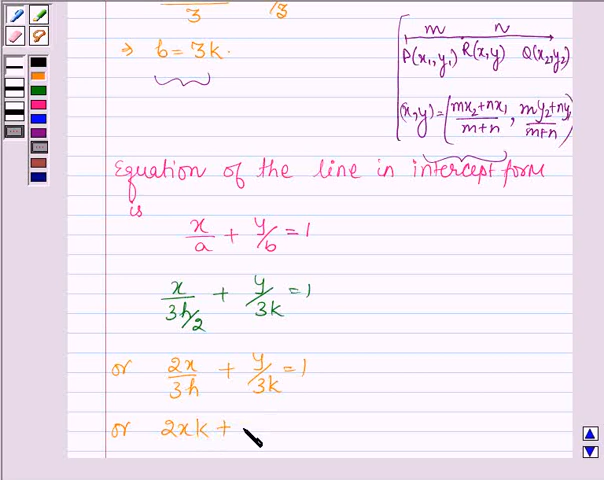 3 /3
⇒ b = 3k.
m n
P(x₁,y₁) R(x,y) Q(x₂,y₂)
(x,y) = (mx₂+nx₁/m+n, my₂+ny₁/m+n)
Equation of the line in intercept form
is
x/a + y/b = 1
x/3h/2 + y/3k = 1
or 2x/3h + y/3k = 1
or 2xk +